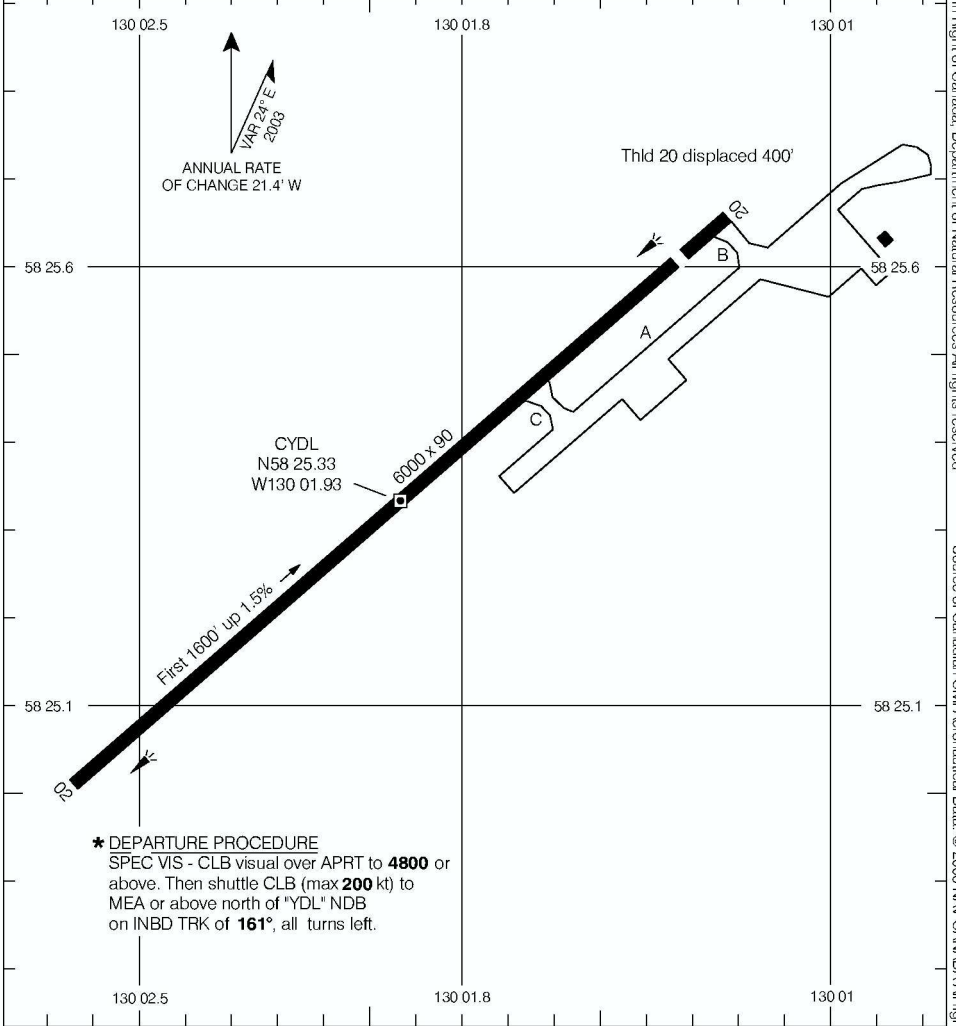 130 02.5
130 01.8
130 01
VAR 24° E
2003
ANNUAL RATE
OF CHANGE 21.4' W
Thld 20 displaced 400'
20
B
58 25.6
58 25.6
A
C
CYDL
N58 25.33
W130 01.93
6000 x 90
First 1600' up 1.5%
58 25.1
58 25.1
02
* DEPARTURE PROCEDURE
SPEC VIS - CLB visual over APRT to 4800 or
above. Then shuttle CLB (max 200 kt) to
MEA or above north of "YDL" NDB
on INBD TRK of 161°, all turns left.
130 02.5
130 01.8
130 01